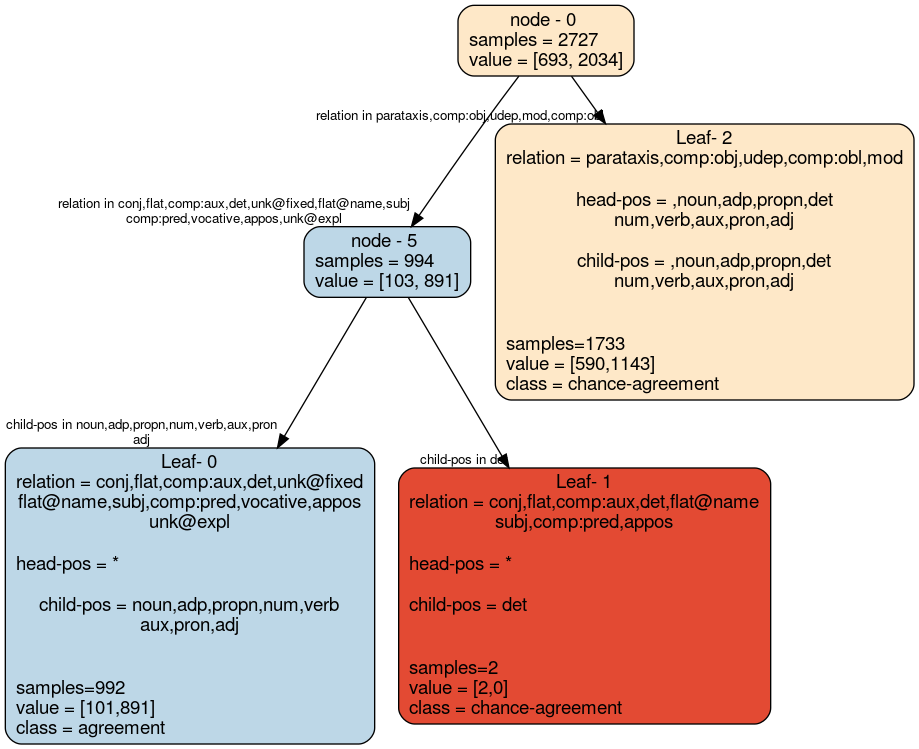 node - 0
samples = 2727
value = [693, 2034]
relation in parataxis,comp:obj,udep,mod,comp:obl
Leaf- 2
relation = parataxis,comp:obj,udep,comp:obl,mod
head-pos = ,noun,adp,propn,det
num,verb,aux,pron,adj
child-pos = ,noun,adp,propn,det
num,verb,aux,pron,adj
samples=1733
value = [590,1143]
class = chance-agreement
relation in conj,flat,comp:aux,det,unk@fixed,flat@name,subj
comp:pred,vocative,appos,unk@expl
node - 5
samples = 994
value = [103, 891]
child-pos in noun,adp,propn,num,verb,aux,pron
adj
Leaf- 0
relation = conj,flat,comp:aux,det,unk@fixed
flat@name,subj,comp:pred,vocative,appos
unk@expl
head-pos = *
child-pos = noun,adp,propn,num,verb
aux,pron,adj
samples=992
value = [101,891]
class = agreement
child-pos in det
Leaf- 1
relation = conj,flat,comp:aux,det,flat@name
subj,comp:pred,appos
head-pos = *
child-pos = det
samples=2
value = [2,0]
class = chance-agreement